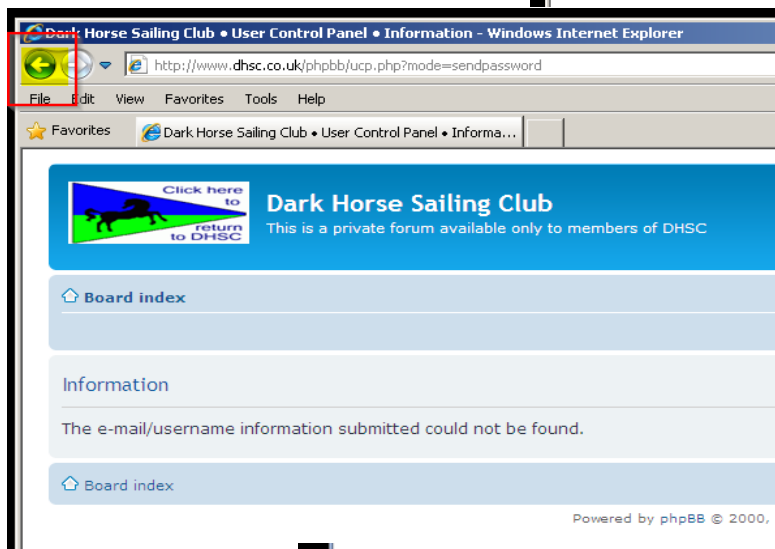 Dark Horse Sailing Club • User Control Panel • Information - Windows Internet Explorer
http://www.dhsc.co.uk/phpbb/ucp.php?mode=sendpassword
File Edit View Favorites Tools Help
Favorites Dark Horse Sailing Club • User Control Panel • Informa...
Click here
to
return
to DHSC
Dark Horse Sailing Club
This is a private forum available only to members of DHSC
Board index
Information
The e-mail/username information submitted could not be found.
Board index
Powered by phpBB © 2000,